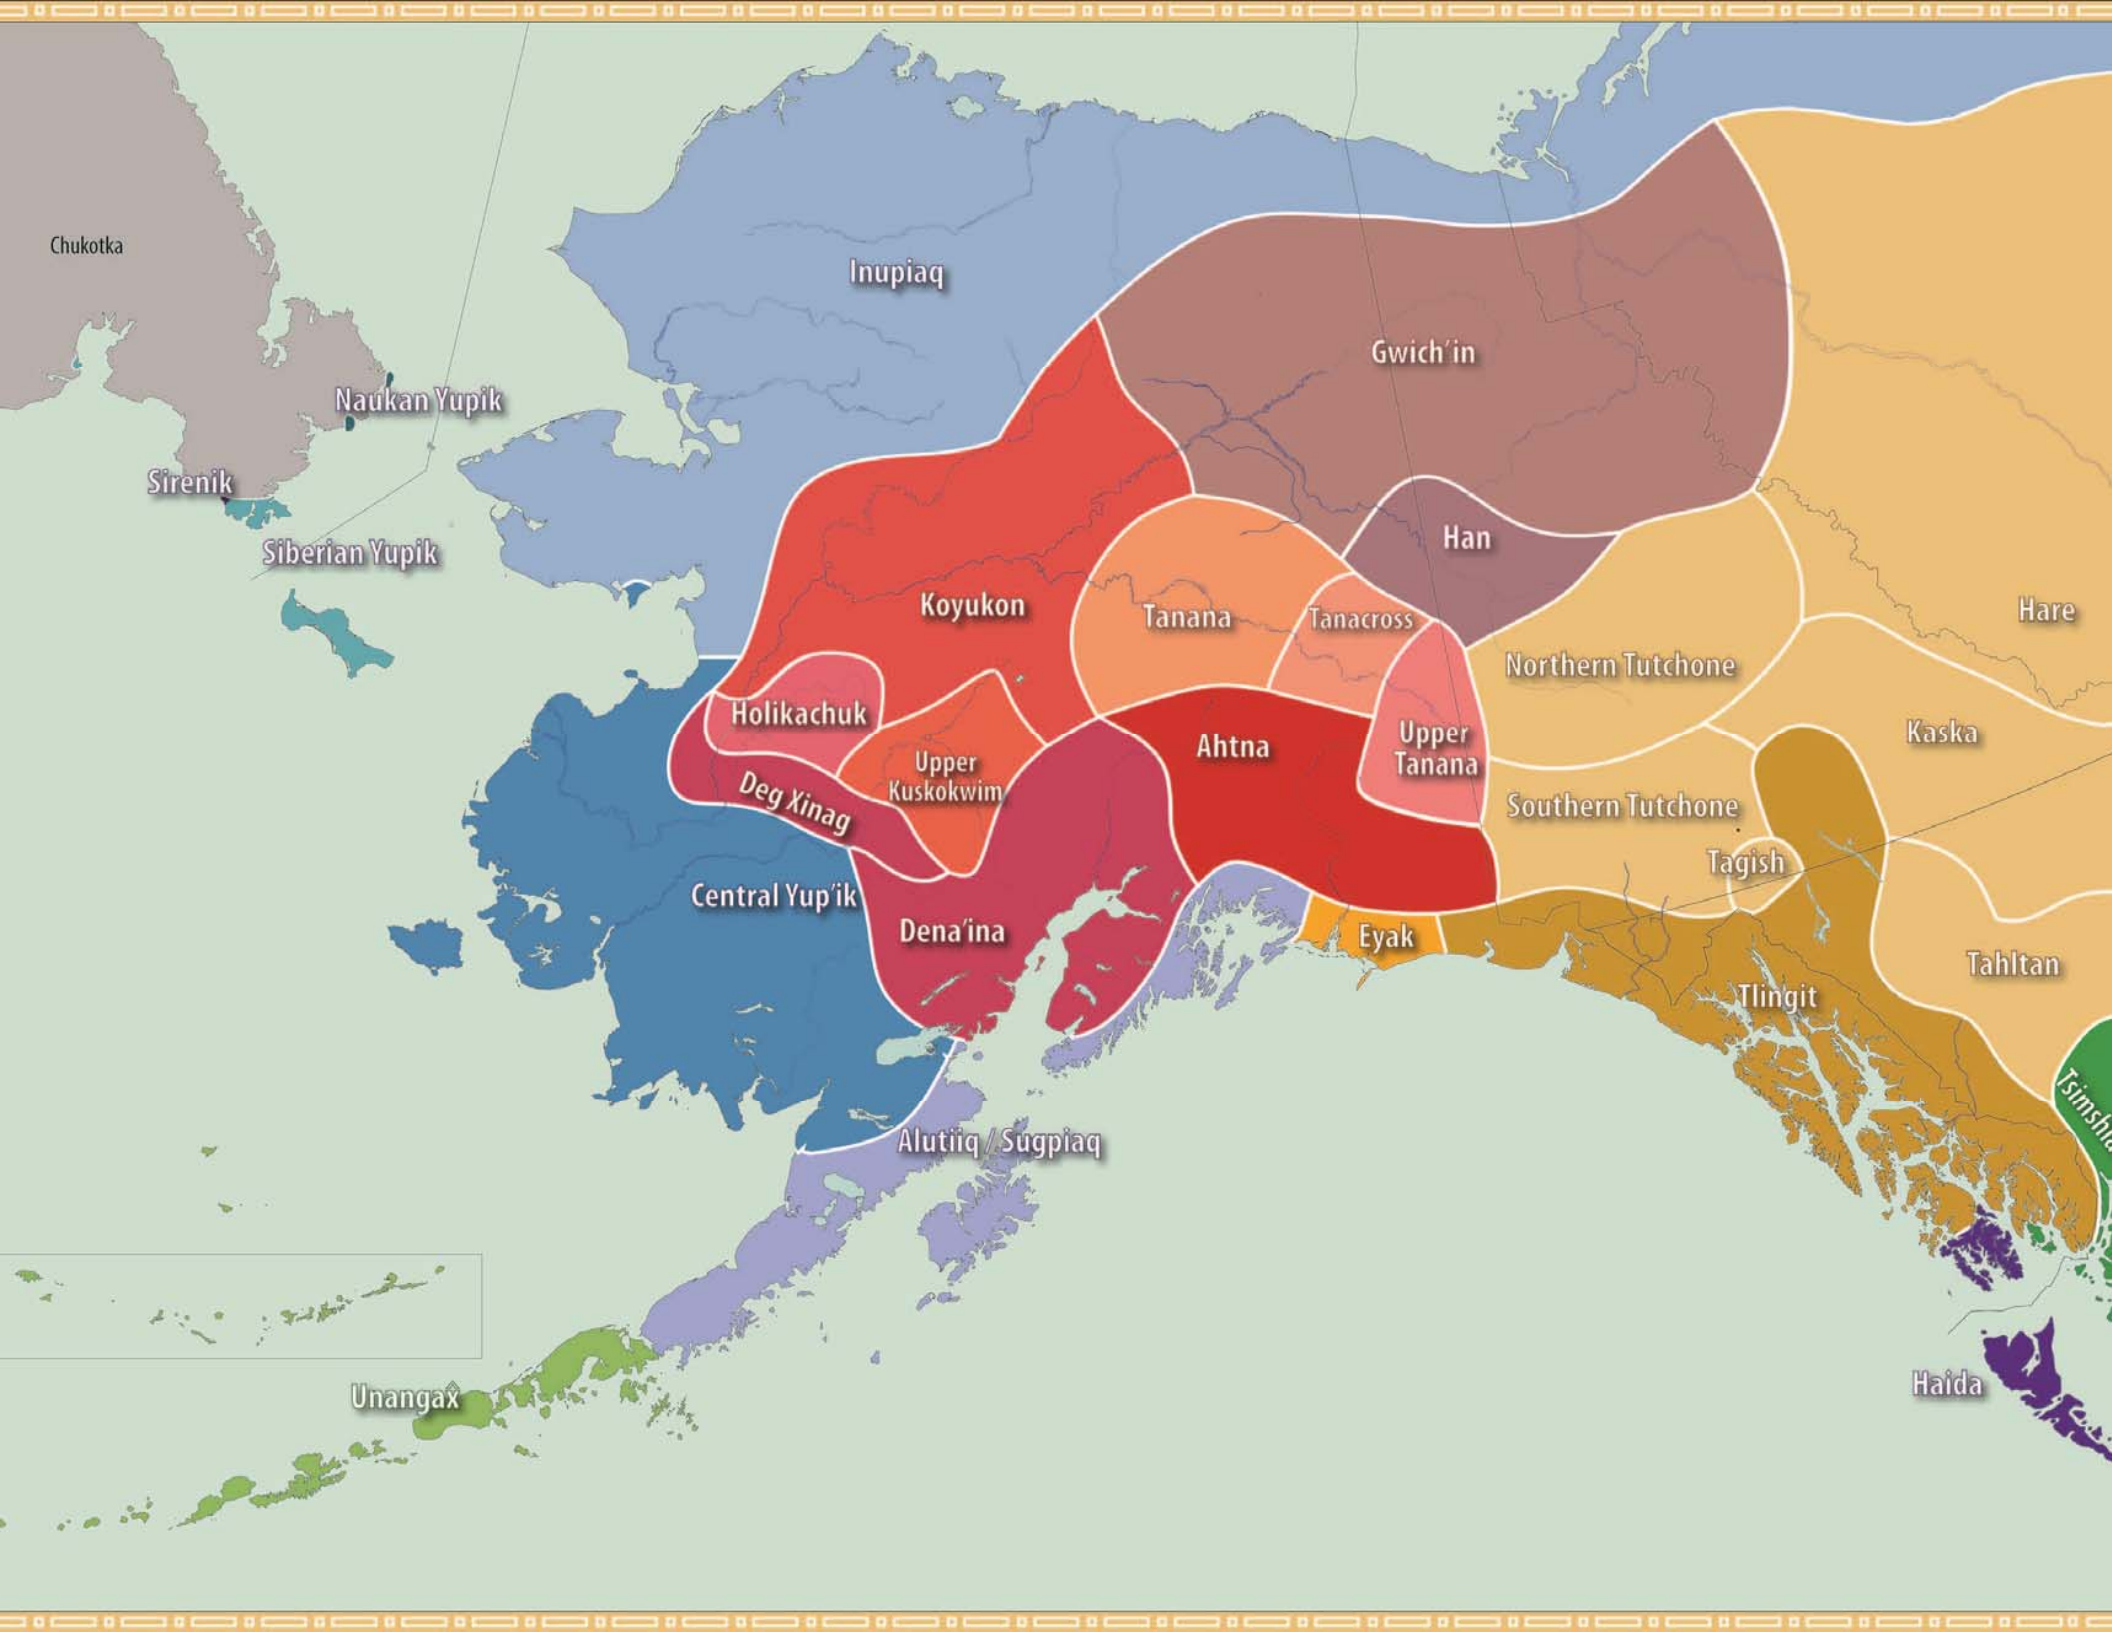 Chukotka
Inupiaq
Gwich'in
Naukan Yupik
Sirenik
Siberian Yupik
Han
Koyukon
Tanana
Tanacross
Hare
Northern Tutchone
Holikachuk
Upper
Kuskokwim
Ahtna
Upper
Tanana
Kaska
Deg Xinag
Southern Tutchone
Tagish
Central Yup'ik
Dena'ina
Eyak
Tahltan
Tlingit
Tsimshia
Alutiiq / Sugpiaq
Unangax̂
Haida